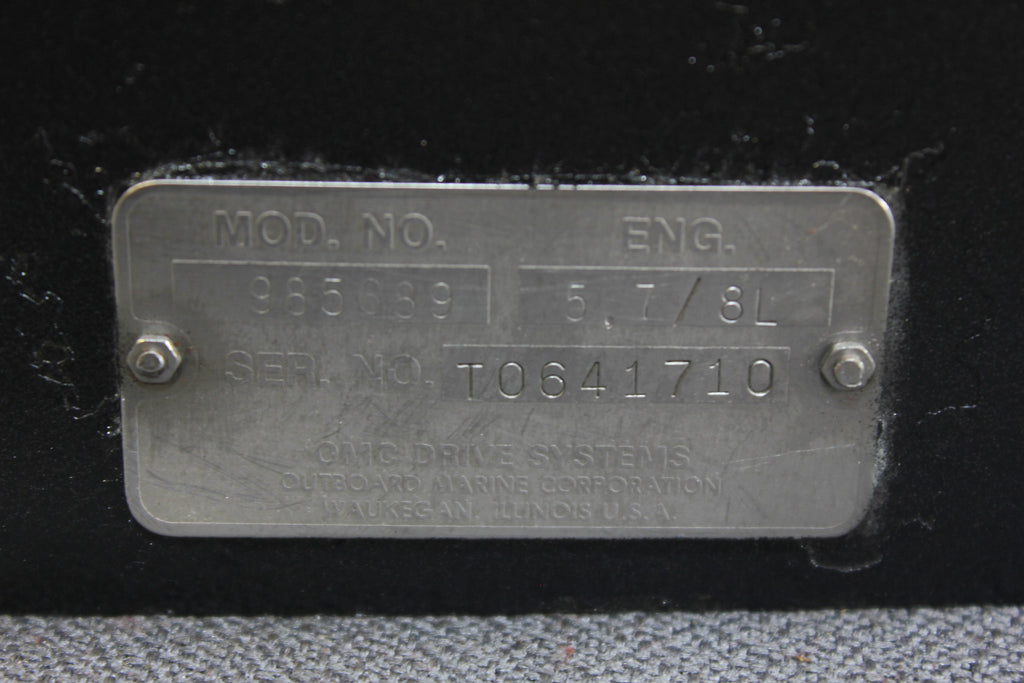 MOD. NO. ENG.
985689 5.7/8L
SER. NO. T0641710
OMC DRIVE SYSTEMS
OUTBOARD MARINE CORPORATION
WAUKEGAN, ILLINOIS U.S.A.